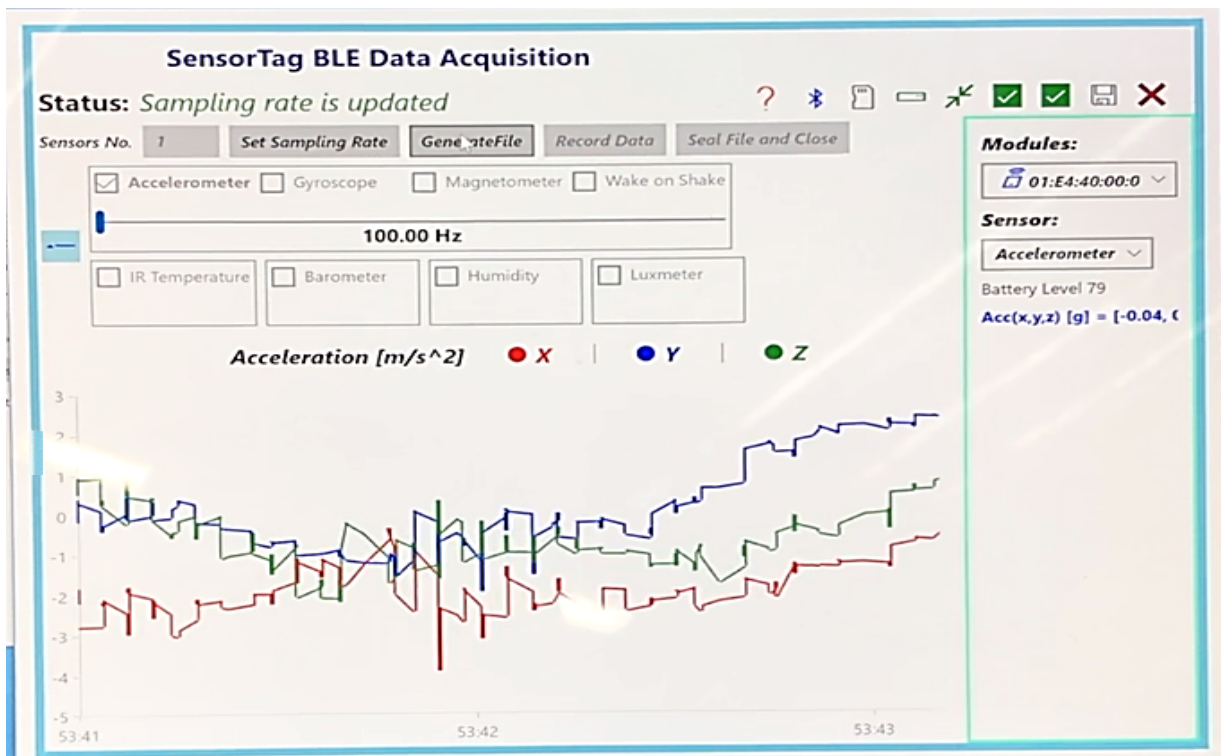 SensorTag BLE Data Acquisition
Status: Sampling rate is updated
Sensors No. 1 Set Sampling Rate GenerateFile Record Data Seal File and Close
Accelerometer Gyroscope Magnetometer Wake on Shake
100.00 Hz
IR Temperature Barometer Humidity Luxmeter
Modules:
01:E4:40:00:0
Sensor:
Accelerometer
Battery Level 79
Acc(x,y,z) [g] = [-0.04, 
Acceleration [m/s^2] X | Y | Z
3
2
1
0
-1
-2
-3
-4
-5
53:41 53:42 53:43